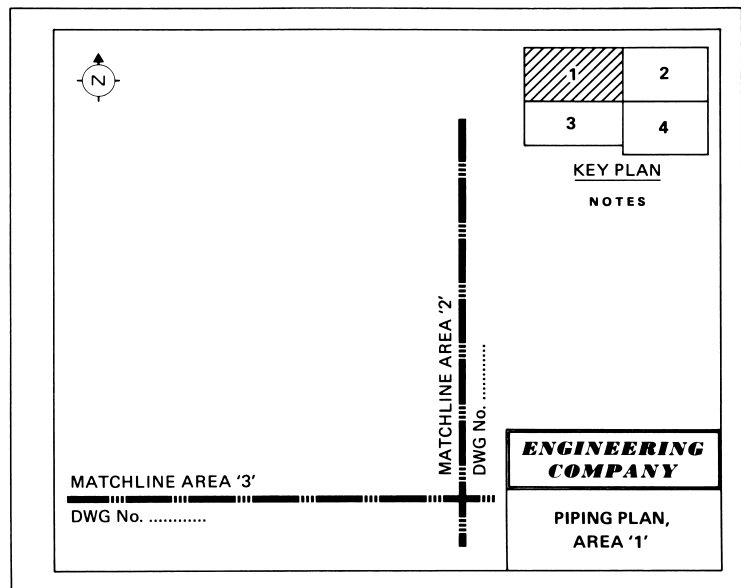 N
1
2
3
4
KEY PLAN
NOTES
MATCHLINE AREA '2'
DWG No. ............
MATCHLINE AREA '3'
DWG No. ............
ENGINEERING
COMPANY
PIPING PLAN,
AREA '1'